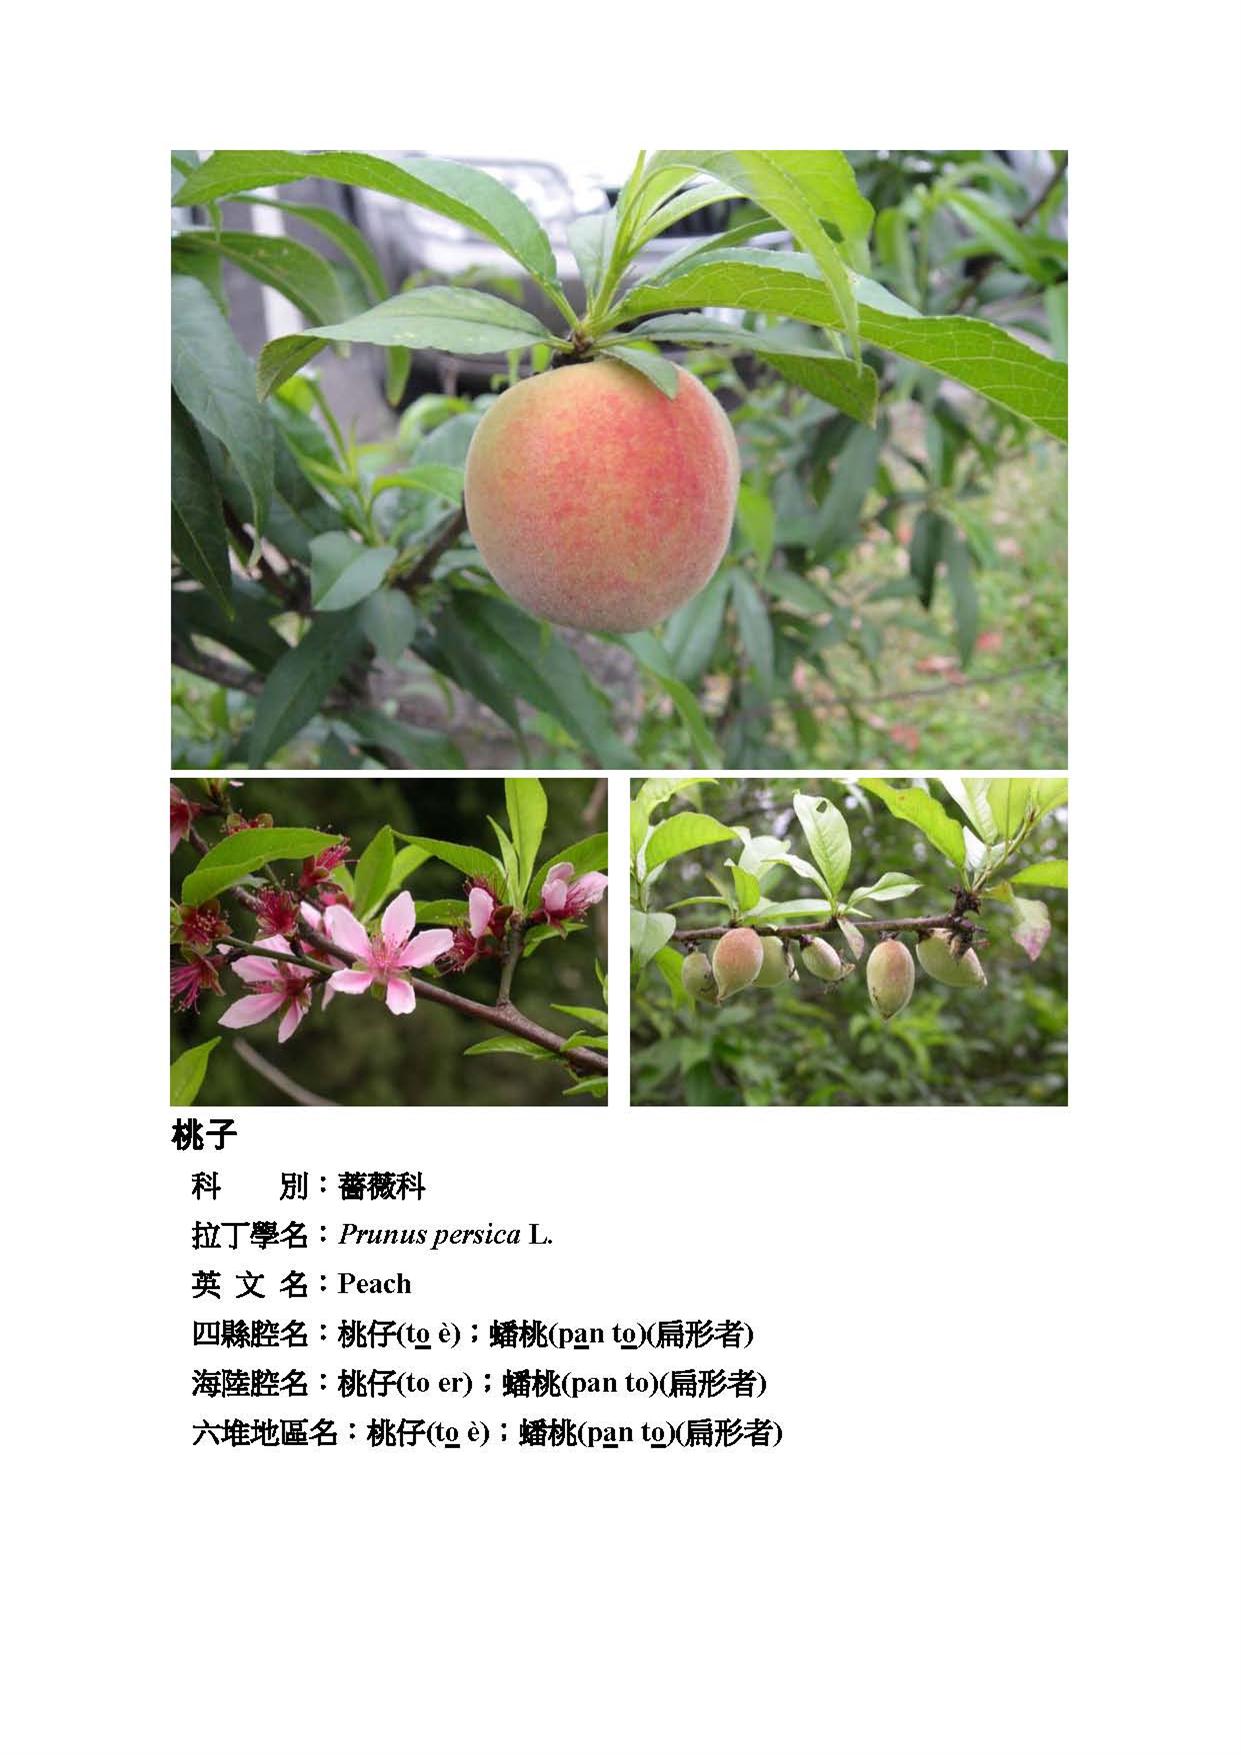 桃子
科　　別：薔薇科
拉丁學名：Prunus persica L.
英 文 名：Peach
四縣腔名：桃仔(to è)；蟠桃(pan to)(扁形者)
海陸腔名：桃仔(to er)；蟠桃(pan to)(扁形者)
六堆地區名：桃仔(to è)；蟠桃(pan to)(扁形者)